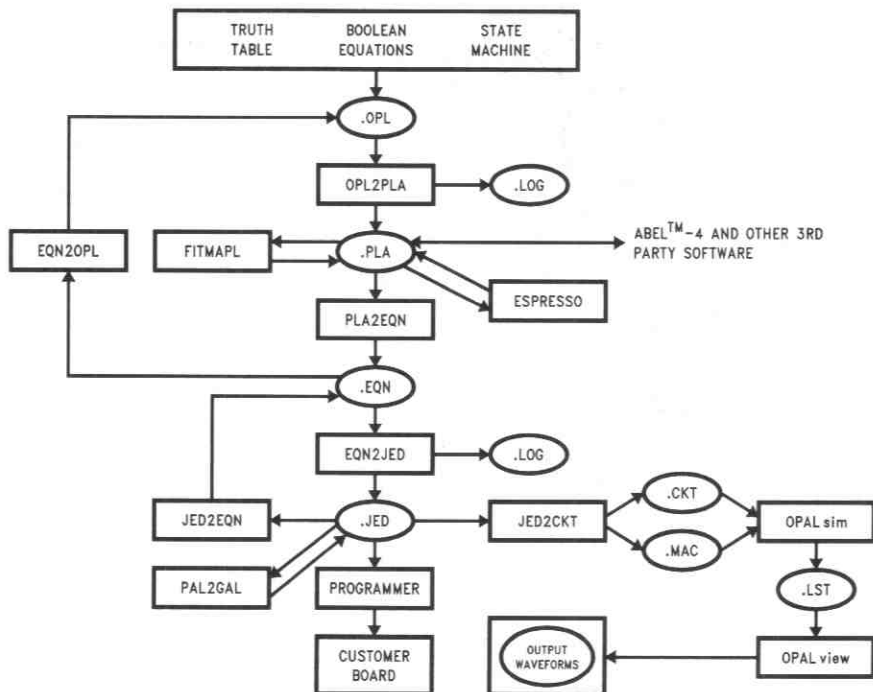 TRUTH TABLE
BOOLEAN EQUATIONS
STATE MACHINE
.OPL
OPL2PLA
.LOG
EQN2OPL
FITMAPL
.PLA
ABEL™-4 AND OTHER 3RD
PARTY SOFTWARE
ESPRESSO
PLA2EQN
.EQN
EQN2JED
.LOG
JED2EQN
.JED
JED2CKT
.CKT
.MAC
OPAL sim
PAL2GAL
PROGRAMMER
.LST
CUSTOMER
BOARD
OUTPUT
WAVEFORMS
OPAL view